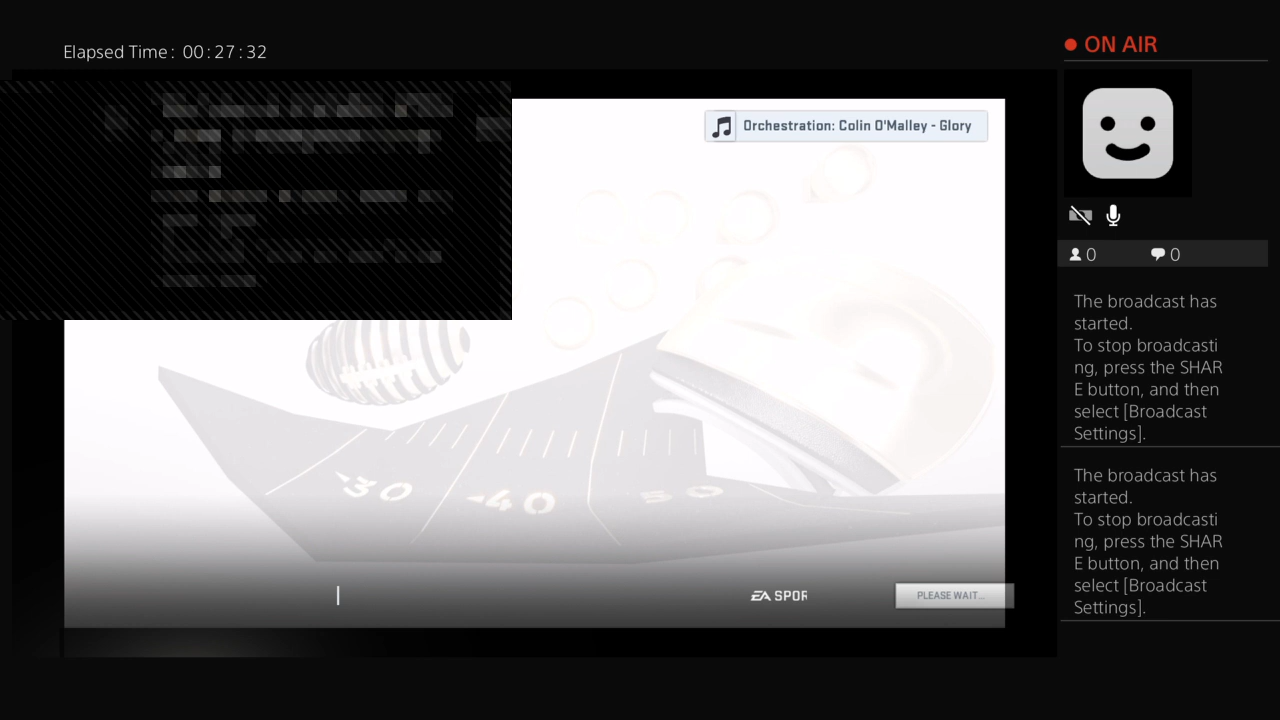 Elapsed Time: 00:27:32
ON AIR
Orchestration: Colin O'Malley - Glory
0 0
The broadcast has
started.
To stop broadcasti
ng, press the SHAR
E button, and then
select [Broadcast
Settings].
The broadcast has
started.
To stop broadcasti
ng, press the SHAR
E button, and then
select [Broadcast
Settings].
-30 -40 50
EA SPOR
PLEASE WAIT...